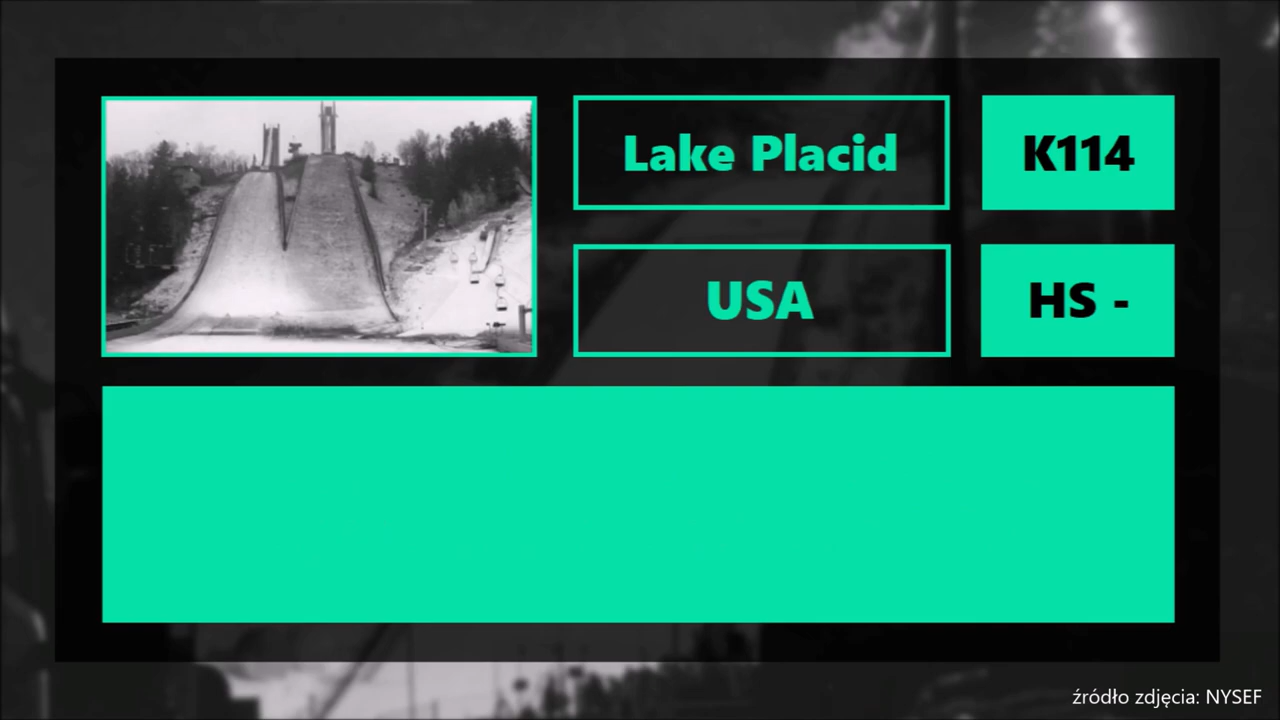 Lake Placid
K114
USA
HS -
źródło zdjęcia: NYSEF